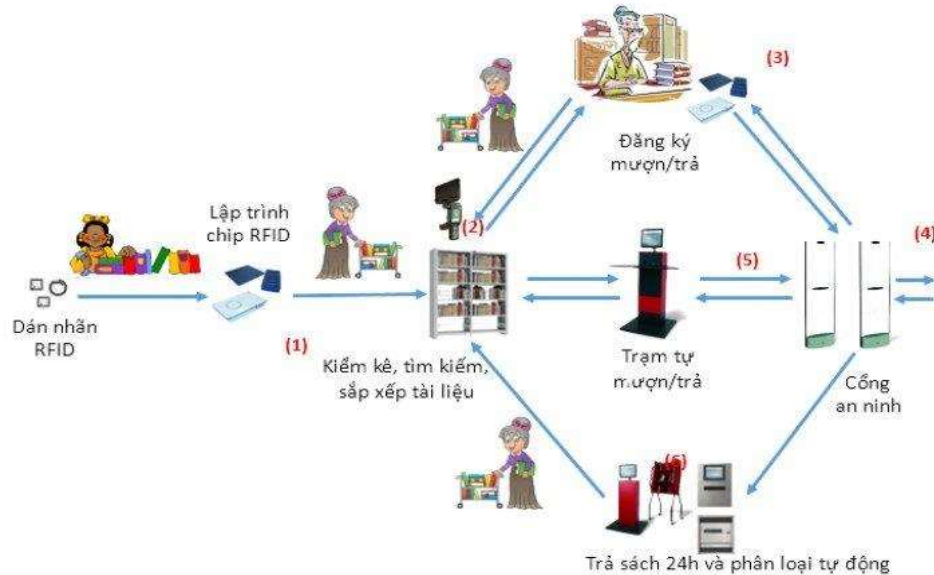 (3)
Đăng ký
mượn/trả
Lập trình
chip RFID
(2)
(4)
(5)
Dán nhãn
RFID
(1)
Kiểm kê, tìm kiếm,
sắp xếp tài liệu
Trạm tự
mượn/trả
Cổng
an ninh
(6)
Trả sách 24h và phân loại tự động